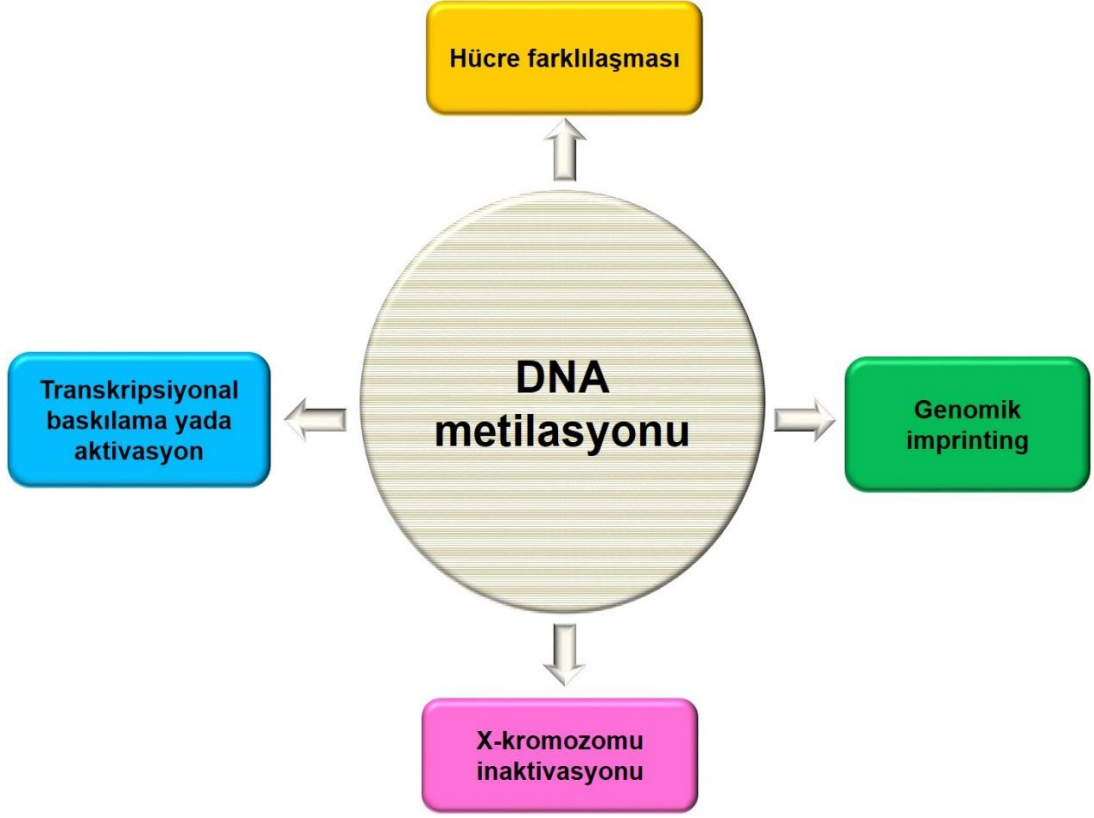 Hücre farklılaşması
Transkripsiyonal
baskılama yada
aktivasyon
DNA
metilasyonu
Genomik
imprinting
X-kromozomu
inaktivasyonu